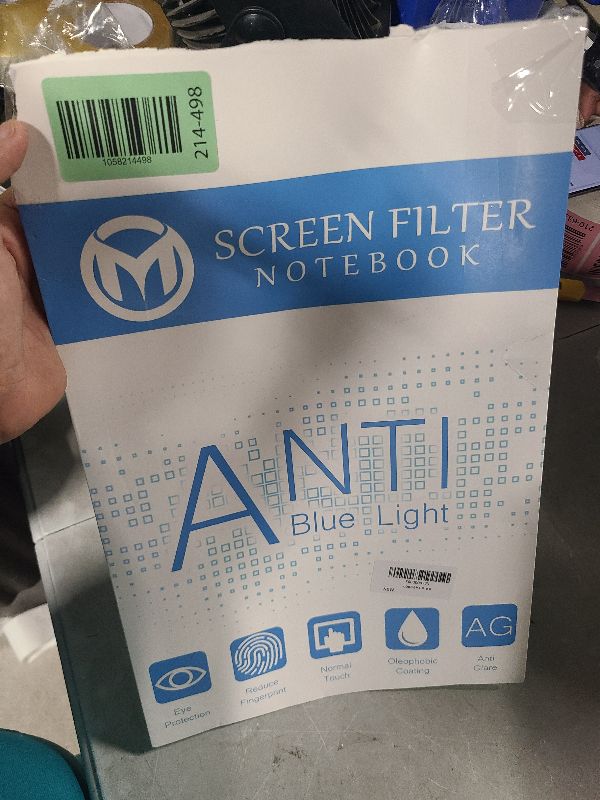 1058214498
214-498
SCREEN FILTER
NOTEBOOK
ANTI
Blue Light
Eye
Protection
Reduce
Fingerprint
Normal
Touch
Oleophobic
Coating
AG
Anti
Glare